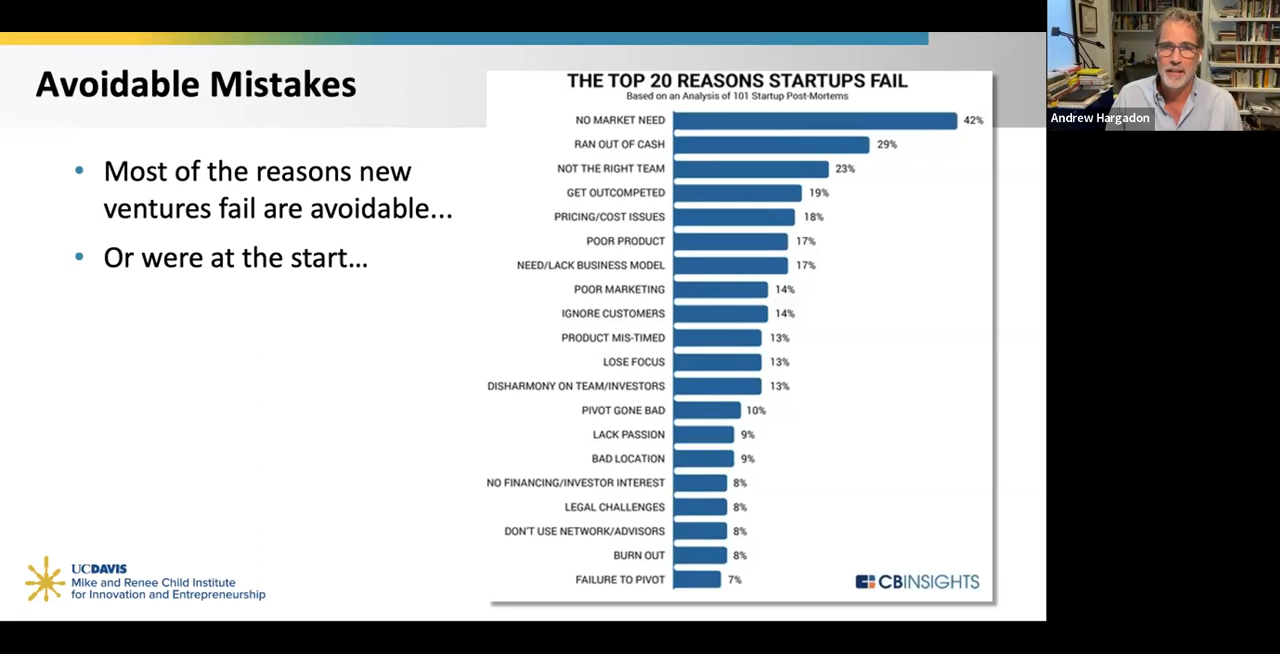 Avoidable Mistakes
• Most of the reasons new
ventures fail are avoidable...
• Or were at the start...
THE TOP 20 REASONS STARTUPS FAIL
Based on an Analysis of 101 Startup Post-Mortems
NO MARKET NEED 42%
RAN OUT OF CASH 29%
NOT THE RIGHT TEAM 23%
GET OUTCOMPETED 19%
PRICING/COST ISSUES 18%
POOR PRODUCT 17%
NEED/LACK BUSINESS MODEL 17%
POOR MARKETING 14%
IGNORE CUSTOMERS 14%
PRODUCT MIS-TIMED 13%
LOSE FOCUS 13%
DISHARMONY ON TEAM/INVESTORS 13%
PIVOT GONE BAD 10%
LACK PASSION 9%
BAD LOCATION 9%
NO FINANCING/INVESTOR INTEREST 8%
LEGAL CHALLENGES 8%
DON'T USE NETWORK/ADVISORS 8%
BURN OUT 8%
FAILURE TO PIVOT 7%
CBINSIGHTS
UCDAVIS
Mike and Renee Child Institute
for Innovation and Entrepreneurship
Andrew Hargadon